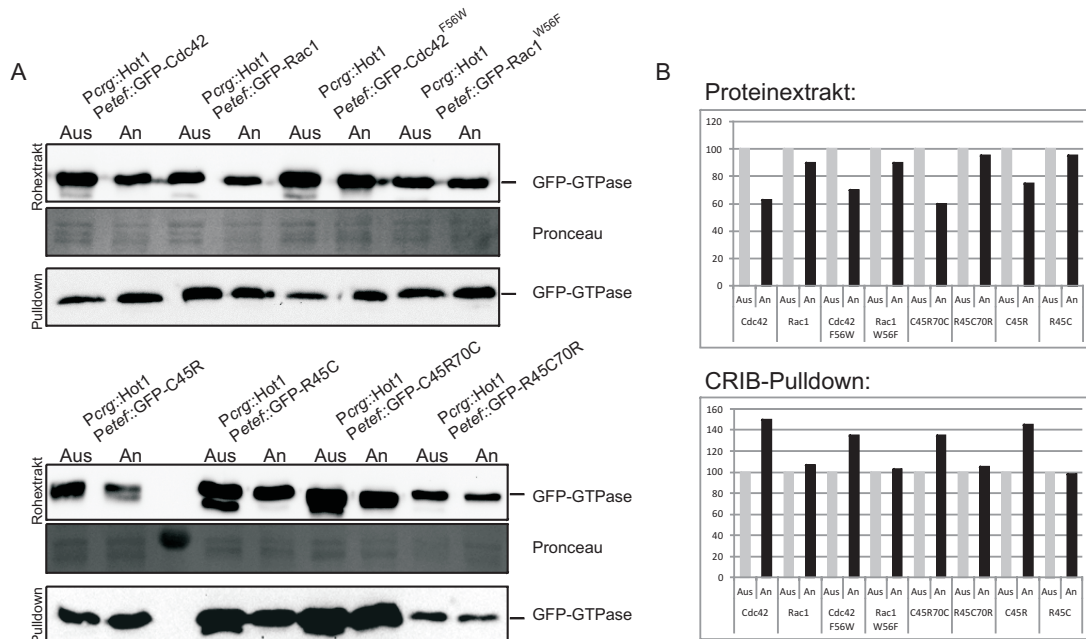 A
Pcrg::Hot1
Petef::GFP-Cdc42
Pcrg::Hot1
Petef::GFP-Rac1
Pcrg::Hot1
Petef::GFP-Cdc42F56W
Pcrg::Hot1
Petef::GFP-Rac1W56F
Aus An Aus An Aus An Aus An
Rohextrakt
GFP-GTPase
Pronceau
Pulldown
GFP-GTPase
Pcrg::Hot1
Petef::GFP-C45R
Pcrg::Hot1
Petef::GFP-R45C
Pcrg::Hot1
Petef::GFP-C45R70C
Pcrg::Hot1
Petef::GFP-R45C70R
Aus An Aus An Aus An Aus An
Rohextrakt
GFP-GTPase
Pronceau
Pulldown
GFP-GTPase
B
Proteinextrakt:
120
100
80
60
40
20
0
Aus An Aus An Aus An Aus An Aus An Aus An Aus An Aus An
Cdc42 Rac1 Cdc42 F56W Rac1 W56F C45R70C R45C70R C45R R45C
CRIB-Pulldown:
160
140
120
100
80
60
40
20
0
Aus An Aus An Aus An Aus An Aus An Aus An Aus An Aus An
Cdc42 Rac1 Cdc42 F56W Rac1 W56F C45R70C R45C70R C45R R45C